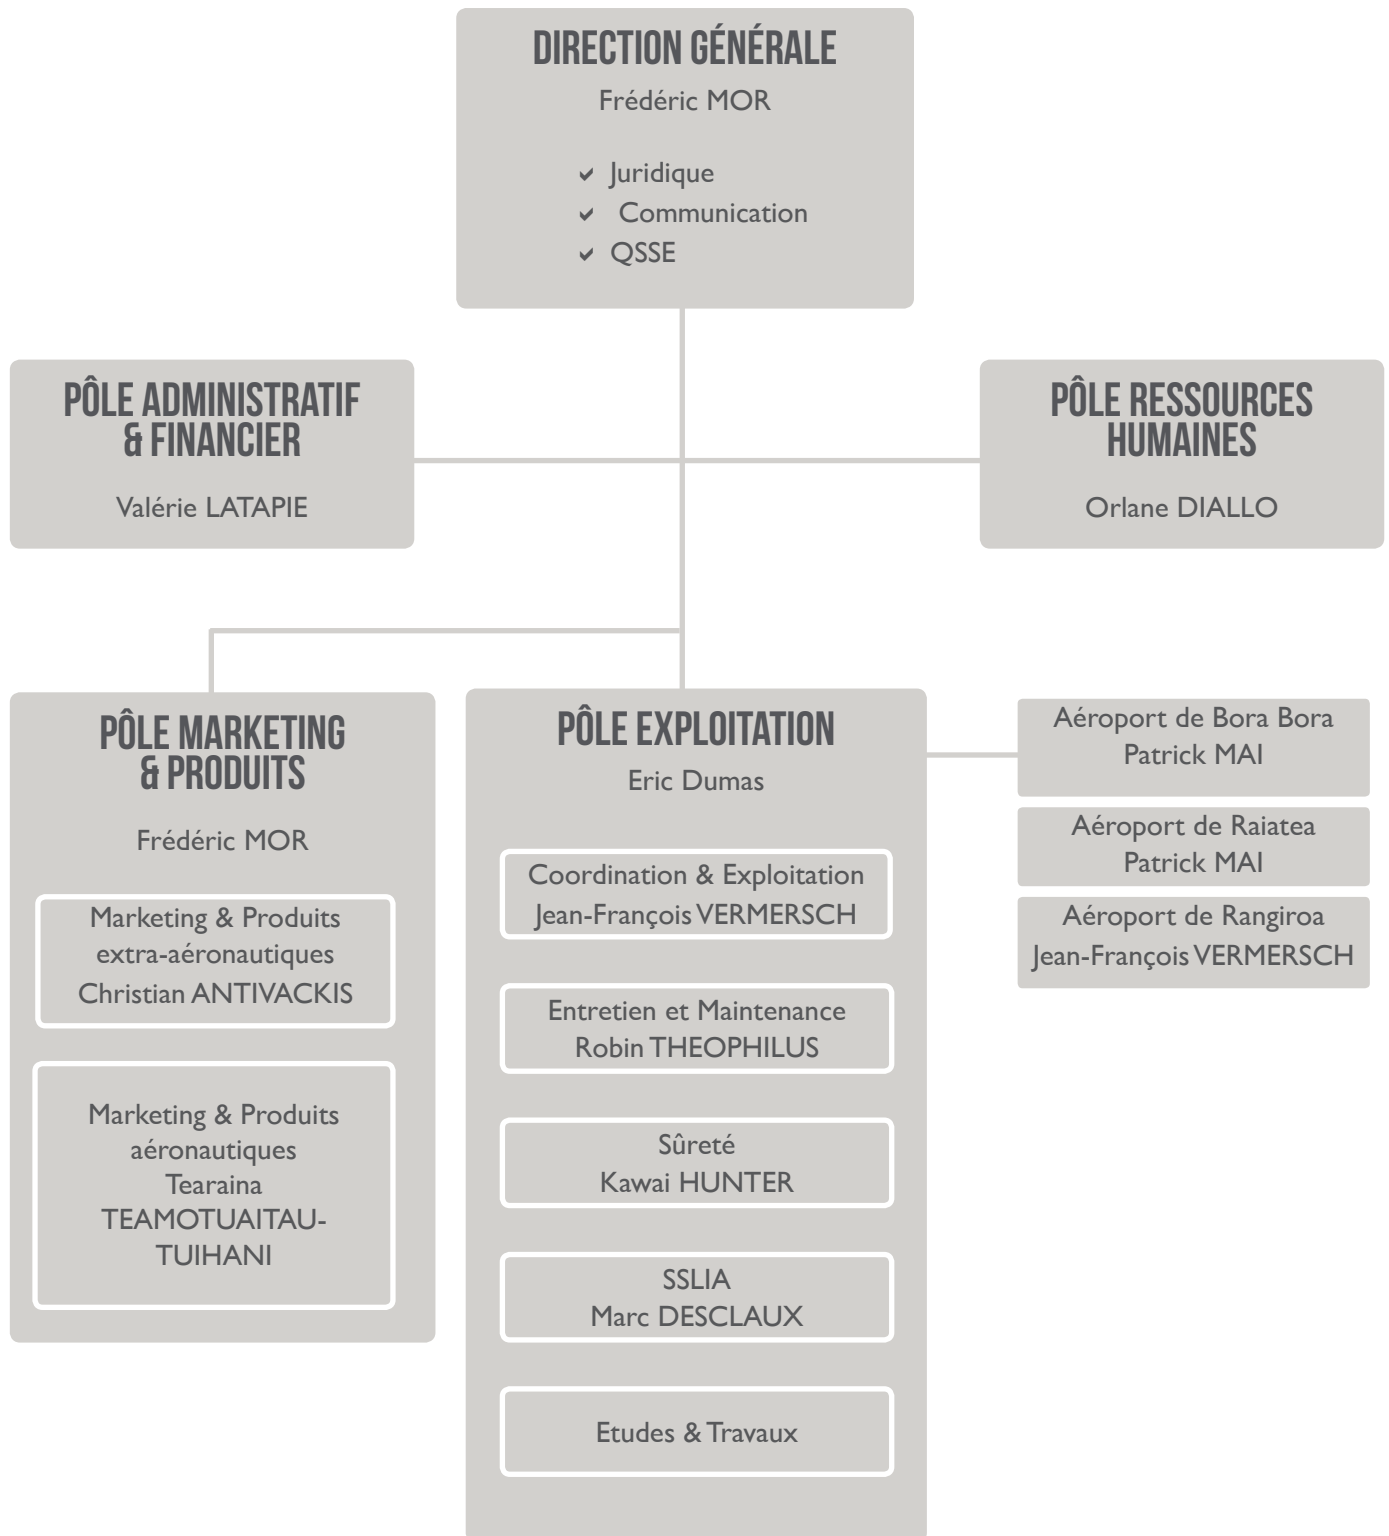 DIRECTION GÉNÉRALE
Frédéric MOR
Juridique
Communication
QSSE
PÔLE ADMINISTRATIF
& FINANCIER
Valérie LATAPIE
PÔLE RESSOURCES
HUMAINES
Orlane DIALLO
PÔLE MARKETING
& PRODUITS
Frédéric MOR
Marketing & Produits
extra-aéronautiques
Christian ANTIVACKIS
Marketing & Produits
aéronautiques
Tearaina
TEAMOTUAITAU-
TUIHANI
PÔLE EXPLOITATION
Eric Dumas
Coordination & Exploitation
Jean-François VERMERSCH
Entretien et Maintenance
Robin THEOPHILUS
Sûreté
Kawai HUNTER
SSLIA
Marc DESCLAUX
Etudes & Travaux
Aéroport de Bora Bora
Patrick MAI
Aéroport de Raiatea
Patrick MAI
Aéroport de Rangiroa
Jean-François VERMERSCH